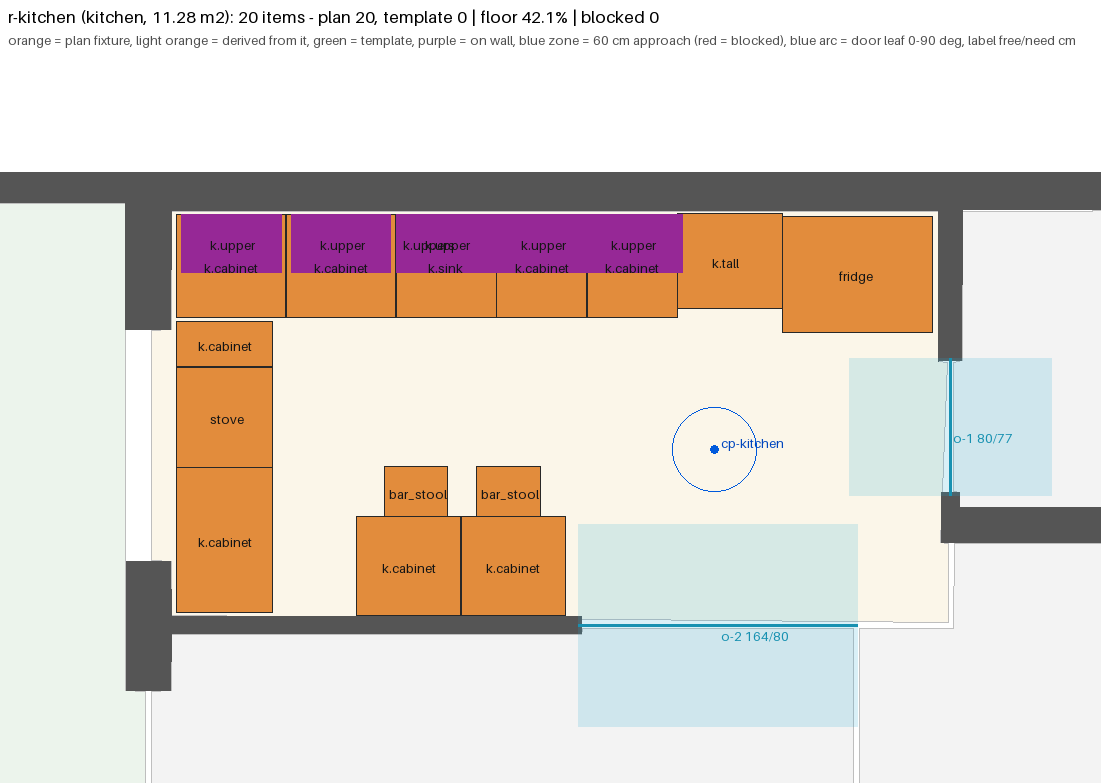 r-kitchen (kitchen, 11.28 m2): 20 items - plan 20, template 0 | floor 42.1% | blocked 0
orange = plan fixture, light orange = derived from it, green = template, purple = on wall, blue zone = 60 cm approach (red = blocked), blue arc = door leaf 0-90 deg, label free/need cm
k.upper k.upper k.upper k.upper k.upper
k.cabinet k.cabinet k.sink k.cabinet k.cabinet k.tall
fridge
k.cabinet
stove
o-1 80/77
cp-kitchen
bar_stool bar_stool
k.cabinet
k.cabinet k.cabinet
o-2 164/80